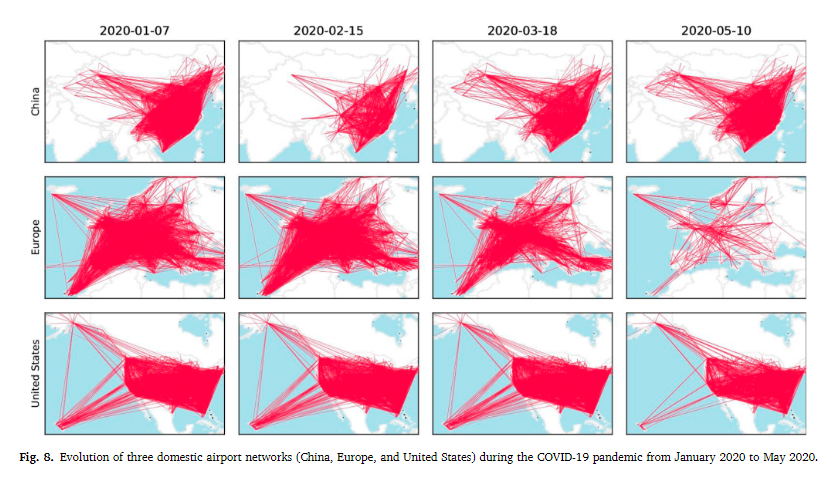 2020-01-07 2020-02-15 2020-03-18 2020-05-10
China
Europe
United States
Fig. 8. Evolution of three domestic airport networks (China, Europe, and United States) during the COVID-19 pandemic from January 2020 to May 2020.